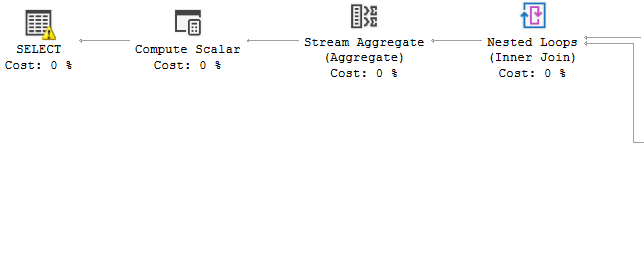 SELECT
Cost: 0 %
Compute Scalar
Cost: 0 %
Stream Aggregate
(Aggregate)
Cost: 0 %
Nested Loops
(Inner Join)
Cost: 0 %